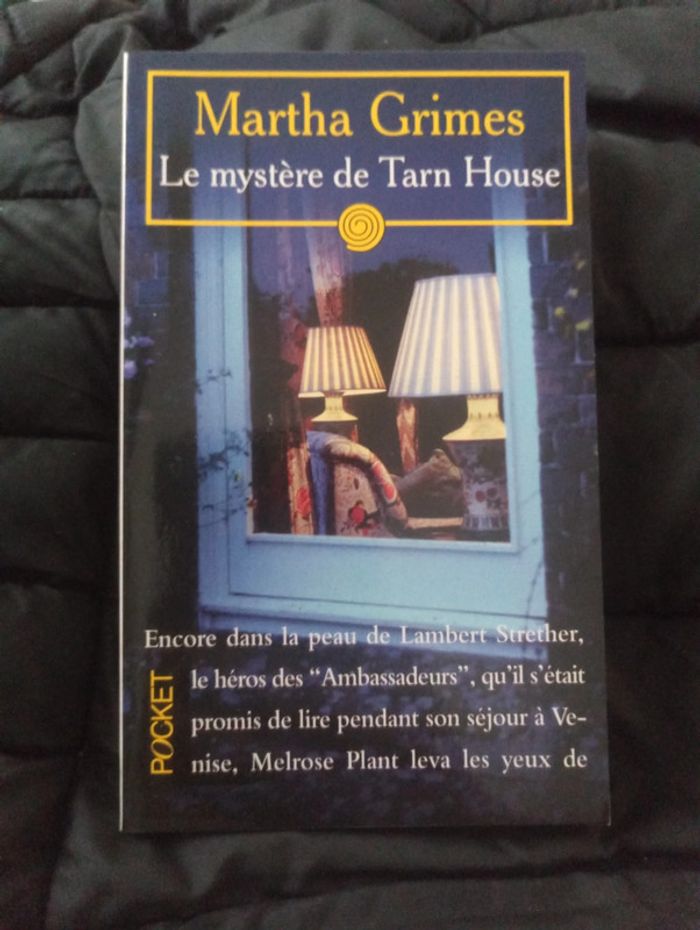 Martha Grimes
Le mystère de Tarn House
Encore dans la peau de Lambert Strether,
le héros des “Ambassadeurs”, qu'il s'était
promis de lire pendant son séjour à Ve-
nise, Melrose Plant leva les yeux de
POCKET